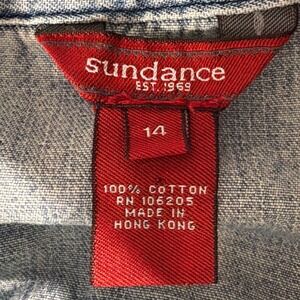 sundance
EST. 1969
14
100% COTTON
RN 106205
MADE IN
HONG KONG